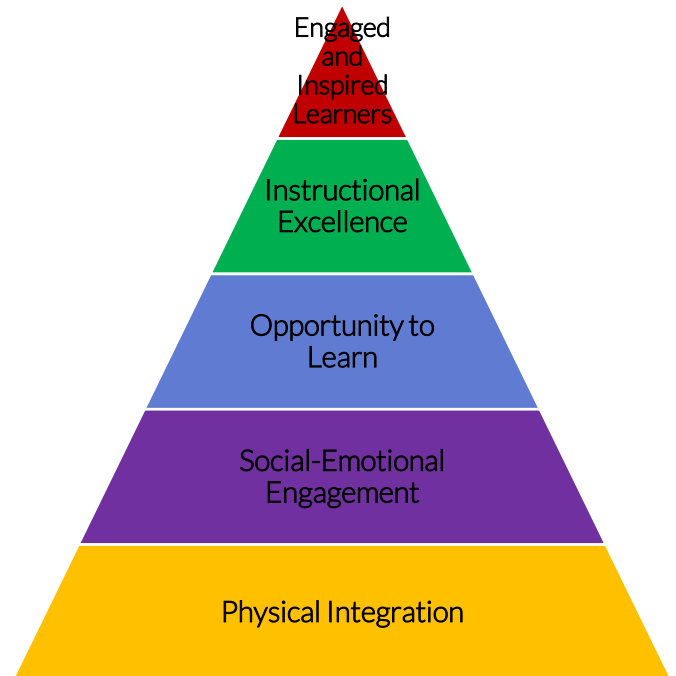 Engaged
and
Inspired
Learners
Instructional
Excellence
Opportunity to
Learn
Social-Emotional
Engagement
Physical Integration